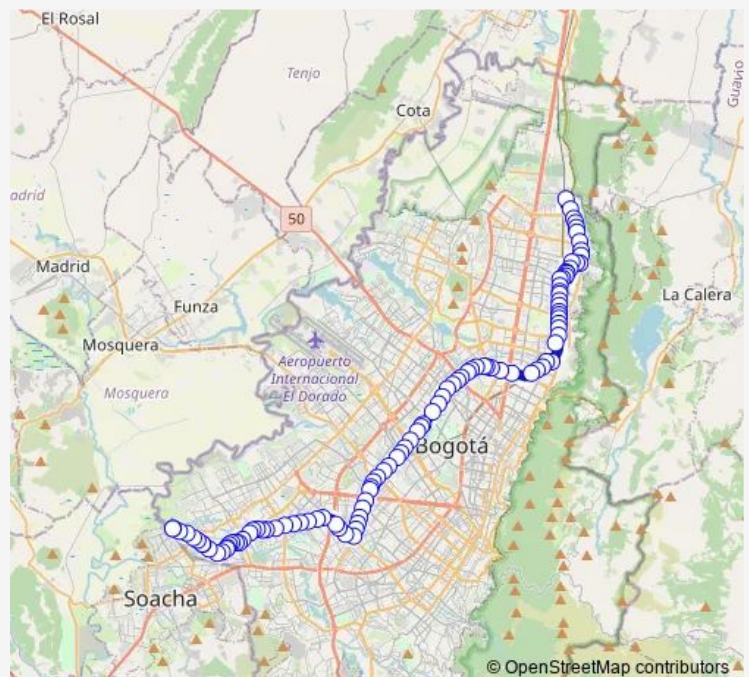 El Rosal
Tenjo
Guavio
Cota
adrid
50
Madrid
La Calera
Funza
Mosquera
Aeropuerto
Internacional
El Dorado
Mosquera
Bogotá
Soacha
© OpenStreetMap contributors